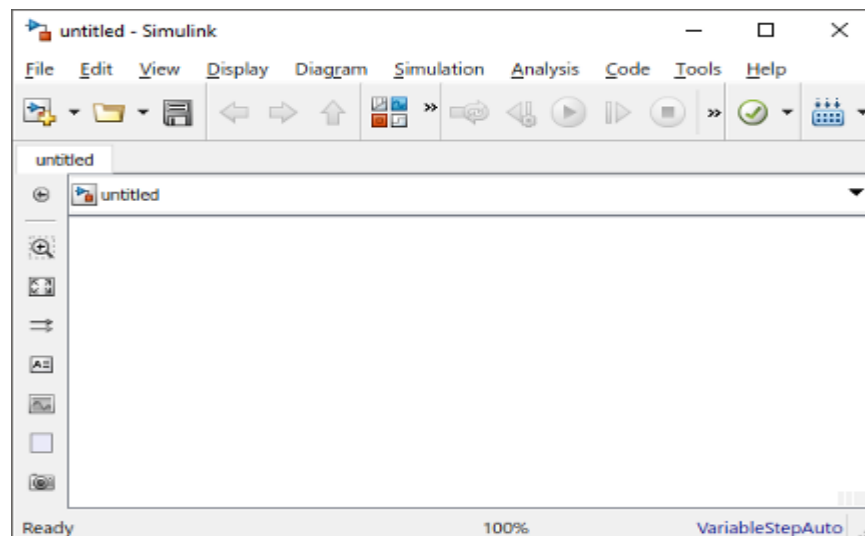 untitled - Simulink
File Edit View Display Diagram Simulation Analysis Code Tools Help
untitled
untitled
Ready 100% VariableStepAuto